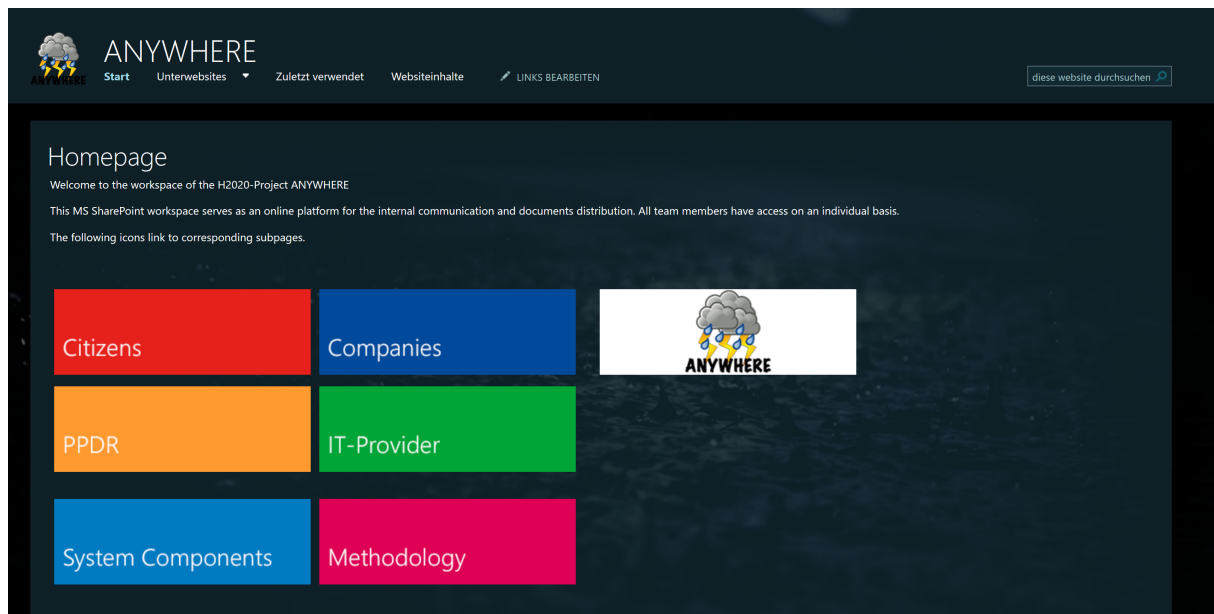 ANYWHERE
ANYWHERE
Start Unterwebsites Zuletzt verwendet Websiteinhalte LINKS BEARBEITEN
diese website durchsuchen
Homepage
Welcome to the workspace of the H2020-Project ANYWHERE
This MS SharePoint workspace serves as an online platform for the internal communication and documents distribution. All team members have access on an individual basis.
The following icons link to corresponding subpages.
Citizens
Companies
ANYWHERE
PPDR
IT-Provider
System Components
Methodology